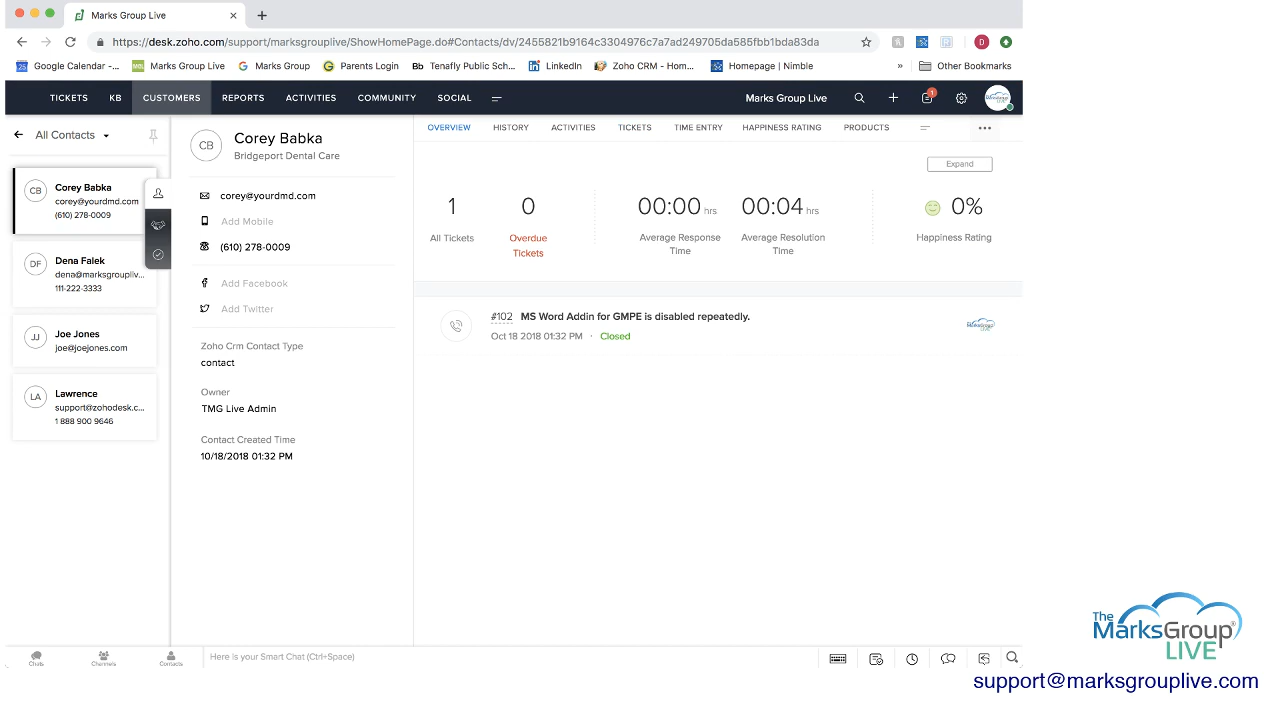 Marks Group Live
https://desk.zoho.com/support/marksgrouplive/ShowHomePage.do#Contacts/dv/2455821b9164c3304976c7a7ad249705da585fbb1bda83da
D
25 Google Calendar -...
Marks Group Live
G Marks Group
Parents Login
Bb Tenafly Public Sch...
LinkedIn
Zoho CRM - Hom...
Homepage | Nimble
»
Other Bookmarks
TICKETS KB CUSTOMERS REPORTS ACTIVITIES COMMUNITY SOCIAL
Marks Group Live
1
All Contacts
CB
Corey Babka
corey@yourdmd.com
(610) 278-0009
DF
Dena Falek
dena@marksgroupliv...
111-222-3333
JJ
Joe Jones
joe@joejones.com
LA
Lawrence
support@zohodesk.c...
1 888 900 9646
CB
Corey Babka
Bridgeport Dental Care
corey@yourdmd.com
Add Mobile
(610) 278-0009
Add Facebook
Add Twitter
Zoho Crm Contact Type
contact
Owner
TMG Live Admin
Contact Created Time
10/18/2018 01:32 PM
OVERVIEW HISTORY ACTIVITIES TICKETS TIME ENTRY HAPPINESS RATING PRODUCTS
Expand
1
All Tickets
0
Overdue
Tickets
00:00 hrs
Average Response
Time
00:04 hrs
Average Resolution
Time
0%
Happiness Rating
#102 MS Word Addin for GMPE is disabled repeatedly.
Oct 18 2018 01:32 PM · Closed
Chats
Channels
Contacts
Here is your Smart Chat (Ctrl+Space)
The
MarksGroup®
LIVE
support@marksgrouplive.com